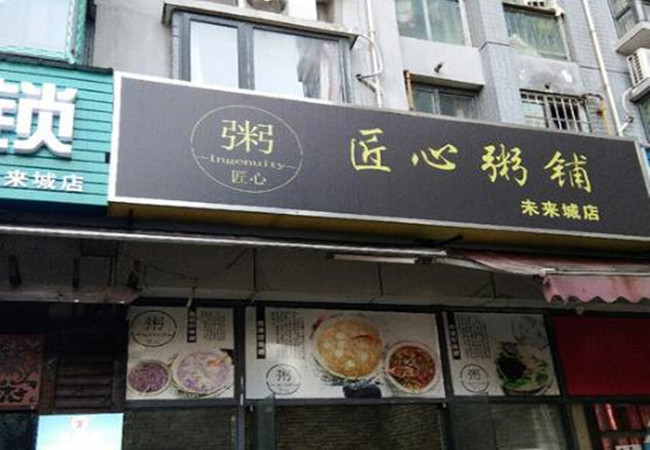 锁
来城店
粥
ingenuity
匠心
匠心粥铺
未来城店
粥
粥
粥